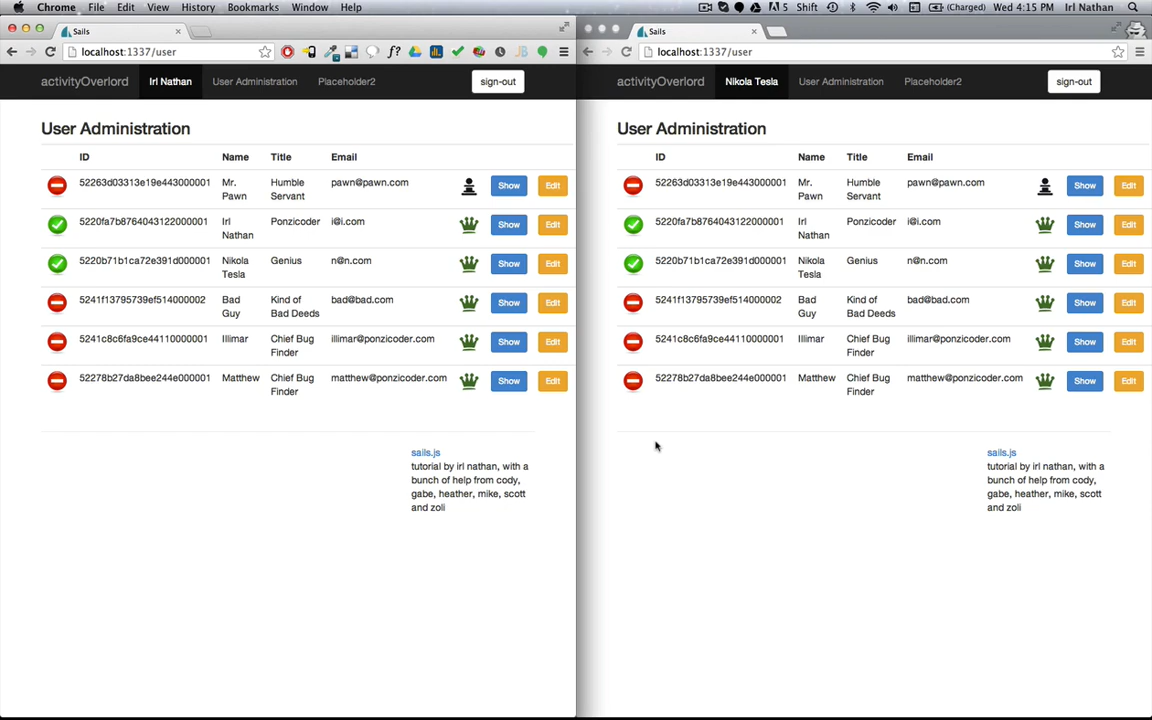 Chrome File Edit View History Bookmarks Window Help 5 Shift (Charged) Wed 4:15 PM Irl Nathan
Sails
localhost:1337/user
activityOverlord Irl Nathan User Administration Placeholder2 sign-out
User Administration
ID Name Title Email
52263d03313e19e443000001 Mr. Pawn Humble Servant pawn@pawn.com Show Edit
5220fa7b8764043122000001 Irl Nathan Ponzicoder i@i.com Show Edit
5220b71b1ca72e391d000001 Nikola Tesla Genius n@n.com Show Edit
5241f13795739ef514000002 Bad Guy Kind of Bad Deeds bad@bad.com Show Edit
5241c8c6fa9ce44110000001 Illimar Chief Bug Finder illimar@ponzicoder.com Show Edit
52278b27da8bee244e000001 Matthew Chief Bug Finder matthew@ponzicoder.com Show Edit
sails.js
tutorial by irl nathan, with a
bunch of help from cody,
gabe, heather, mike, scott
and zoli
Sails
localhost:1337/user
activityOverlord Nikola Tesla User Administration Placeholder2 sign-out
User Administration
ID Name Title Email
52263d03313e19e443000001 Mr. Pawn Humble Servant pawn@pawn.com Show Edit
5220fa7b8764043122000001 Irl Nathan Ponzicoder i@i.com Show Edit
5220b71b1ca72e391d000001 Nikola Tesla Genius n@n.com Show Edit
5241f13795739ef514000002 Bad Guy Kind of Bad Deeds bad@bad.com Show Edit
5241c8c6fa9ce44110000001 Illimar Chief Bug Finder illimar@ponzicoder.com Show Edit
52278b27da8bee244e000001 Matthew Chief Bug Finder matthew@ponzicoder.com Show Edit
sails.js
tutorial by irl nathan, with a
bunch of help from cody,
gabe, heather, mike, scott
and zoli